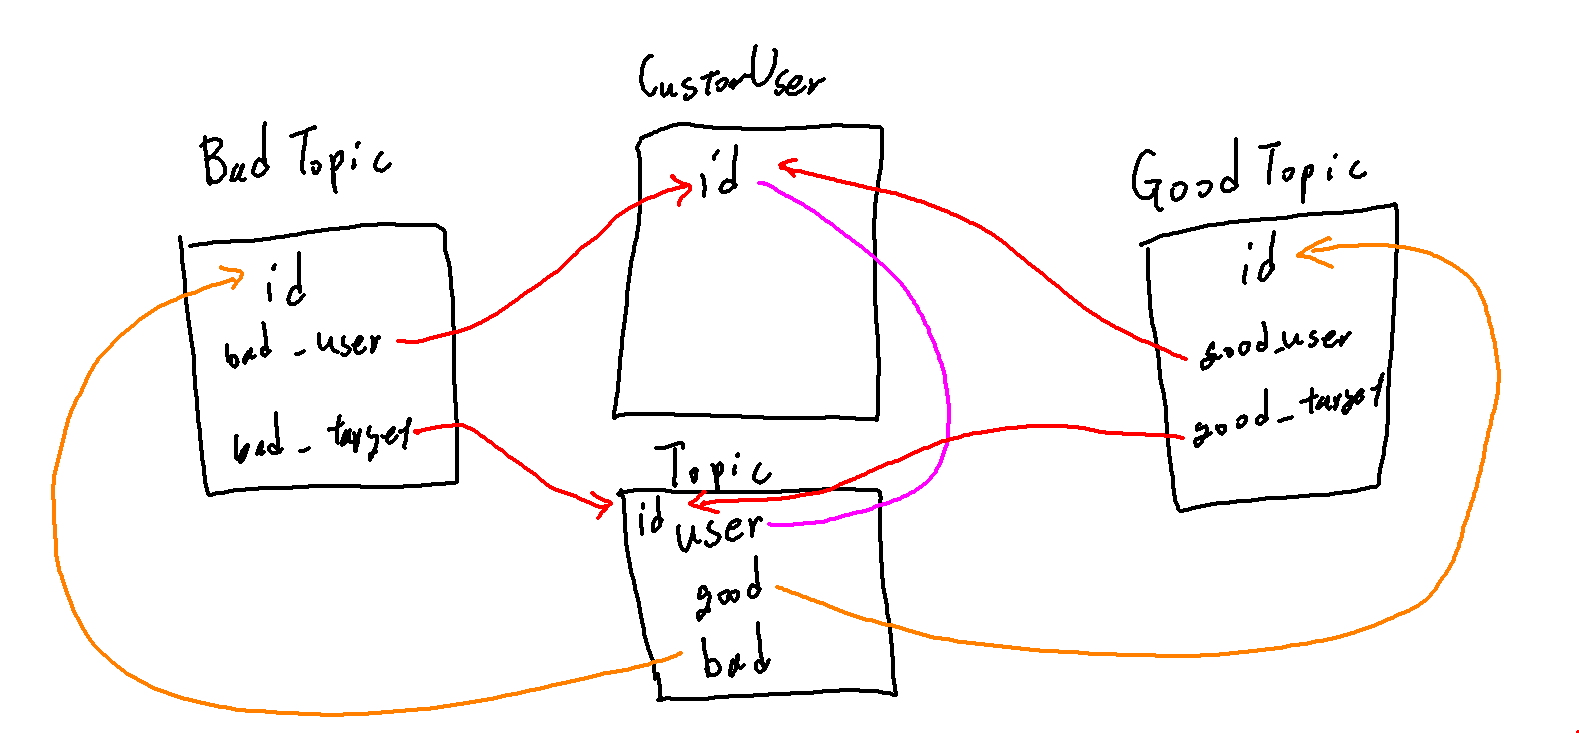 CustomUser
Bad Topic
Good Topic
id
id
bad_user
bad_target
id
good_user
good_target
Topic
id user
good
bad